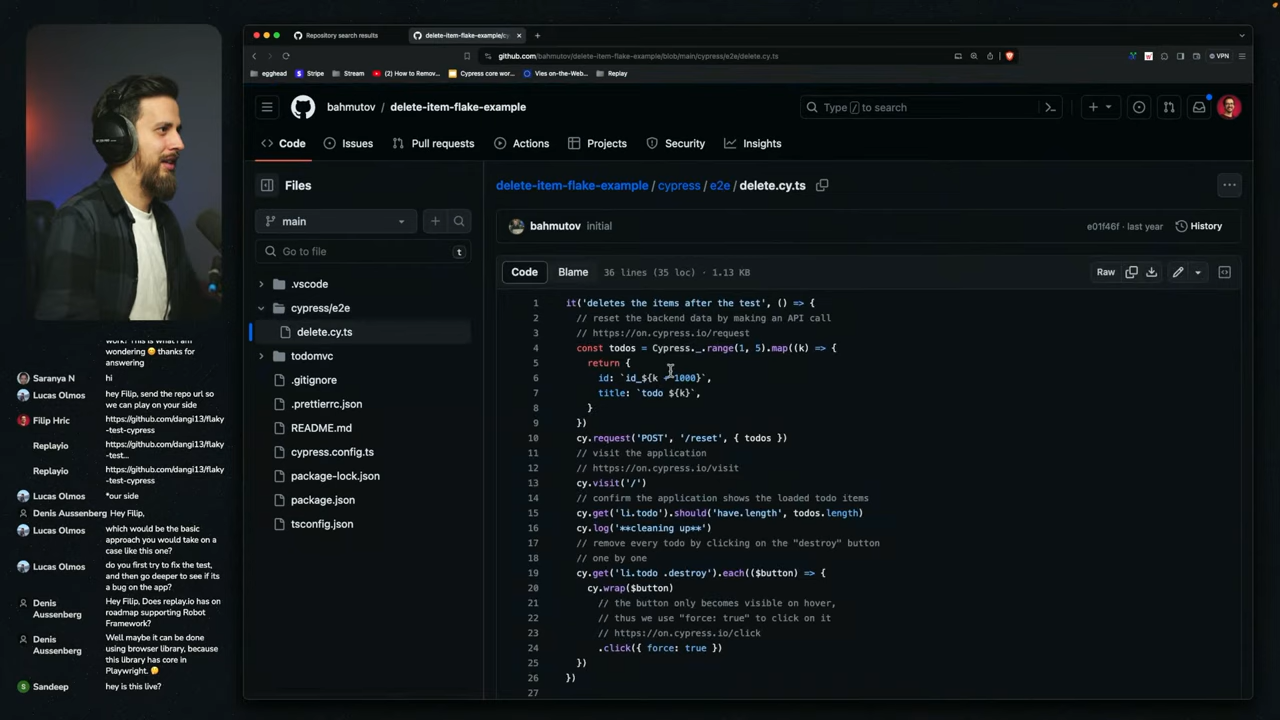 Repository search results
delete-item-flake-example/cy
github.com/bahmutov/delete-item-flake-example/blob/main/cypress/e2e/delete.cy.ts
VPN
egghead
Stripe
Stream
(2) How to Remov...
Cypress core wor...
Vies on-the-Web...
Replay
bahmutov / delete-item-flake-example
Type / to search
Code
Issues
Pull requests
Actions
Projects
Security
Insights
Files
main
Go to file
t
.vscode
cypress/e2e
delete.cy.ts
todomvc
.gitignore
.prettierrc.json
README.md
cypress.config.ts
package-lock.json
package.json
tsconfig.json
delete-item-flake-example / cypress / e2e / delete.cy.ts
bahmutov initial
e01f46f · last year
History
Code
Blame
36 lines (35 loc) · 1.13 KB
Raw
1 it('deletes the items after the test', () => {
2 // reset the backend data by making an API call
3 // https://on.cypress.io/request
4 const todos = Cypress._.range(1, 5).map((k) => {
5 return {
6 id: `id_${k + 1000}`,
7 title: `todo ${k}`,
8 }
9 })
10 cy.request('POST', '/reset', { todos })
11 // visit the application
12 // https://on.cypress.io/visit
13 cy.visit('/')
14 // confirm the application shows the loaded todo items
15 cy.get('li.todo').should('have.length', todos.length)
16 cy.log('**cleaning up**')
17 // remove every todo by clicking on the "destroy" button
18 // one by one
19 cy.get('li.todo .destroy').each(($button) => {
20 cy.wrap($button)
21 // the button only becomes visible on hover,
22 // thus we use "force: true" to click on it
23 // https://on.cypress.io/click
24 .click({ force: true })
25 })
26 })
27
work? This is what i am
wondering 😊 thanks for
answering
Saranya N hi
Lucas Olmos hey Filip, send the repo url so
we can play on your side
Filip Hric https://github.com/dangi13/flaky
-test-cypress
Replayio https://github.com/dangi13/flaky
-test...
Replayio https://github.com/dangi13/flaky
-test-cypress
Lucas Olmos *our side
Denis Aussenberg Hey Filip,
Lucas Olmos which would be the basic
approach you would take on a
case like this one?
Lucas Olmos do you first try to fix the test,
and then go deeper to see if its
a bug on the app?
Denis Aussenberg Hey Filip, Does replay.io has on
roadmap supporting Robot
Framework?
Denis Aussenberg Well maybe it can be done
using browser library, because
this library has core in
Playwright. 🤔
S Sandeep hey is this live?